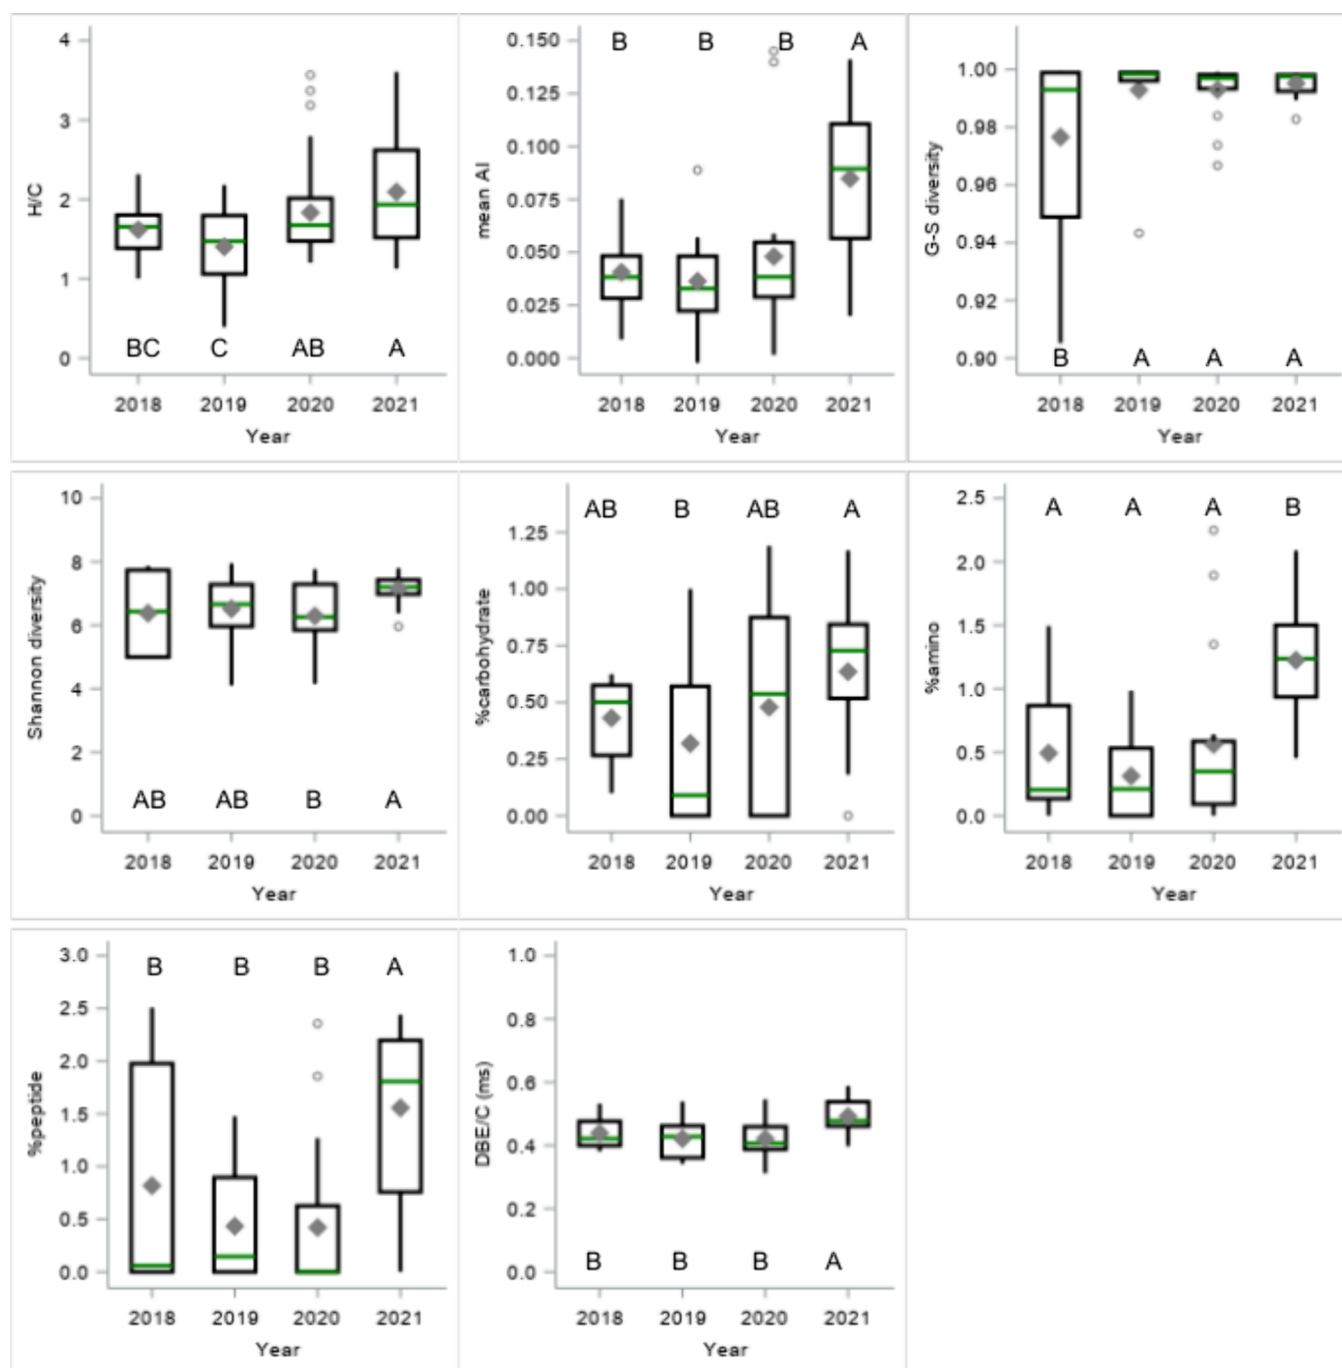 H/C
4
3
2
1
0
BC C AB A
2018 2019 2020 2021
Year
mean AI
0.150
0.125
0.100
0.075
0.050
0.025
0.000
B B B A
2018 2019 2020 2021
Year
G-S diversity
1.00
0.98
0.96
0.94
0.92
0.90
B A A A
2018 2019 2020 2021
Year
Shannon diversity
10
8
6
4
2
0
AB AB B A
2018 2019 2020 2021
Year
%carbohydrate
1.25
1.00
0.75
0.50
0.25
0.00
AB B AB A
2018 2019 2020 2021
Year
%amino
2.5
2.0
1.5
1.0
0.5
0.0
A A A B
2018 2019 2020 2021
Year
%peptide
3.0
2.5
2.0
1.5
1.0
0.5
0.0
B B B A
2018 2019 2020 2021
Year
DBE/C (ms)
1.0
0.8
0.6
0.4
0.2
0.0
B B B A
2018 2019 2020 2021
Year